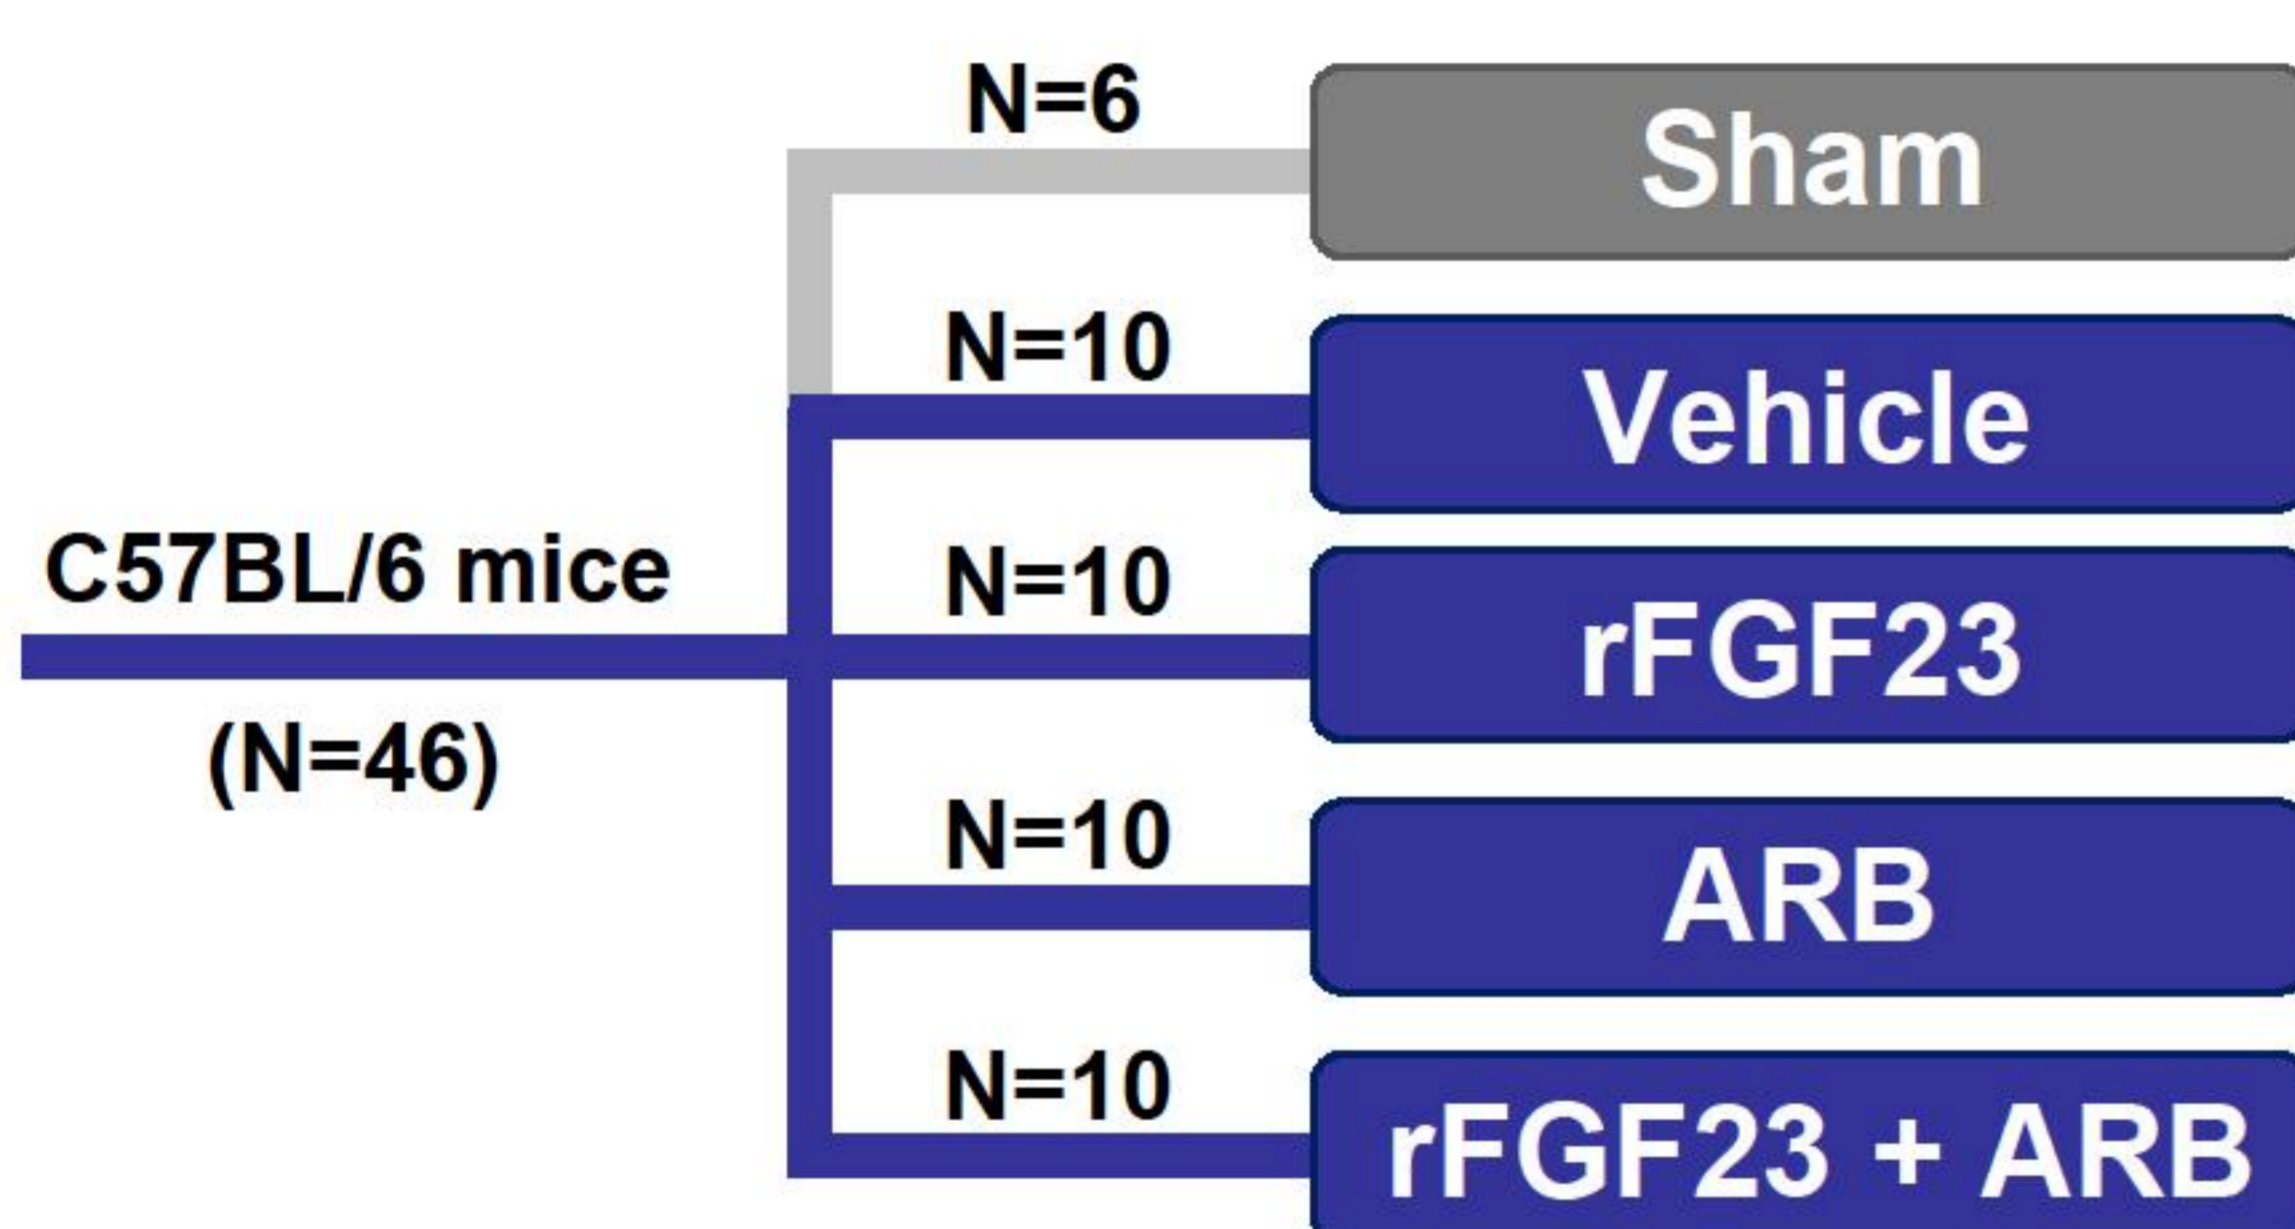 N=6
Sham
N=10
Vehicle
C57BL/6 mice
N=10
rFGF23
(N=46)
N=10
ARB
N=10
rFGF23 + ARB